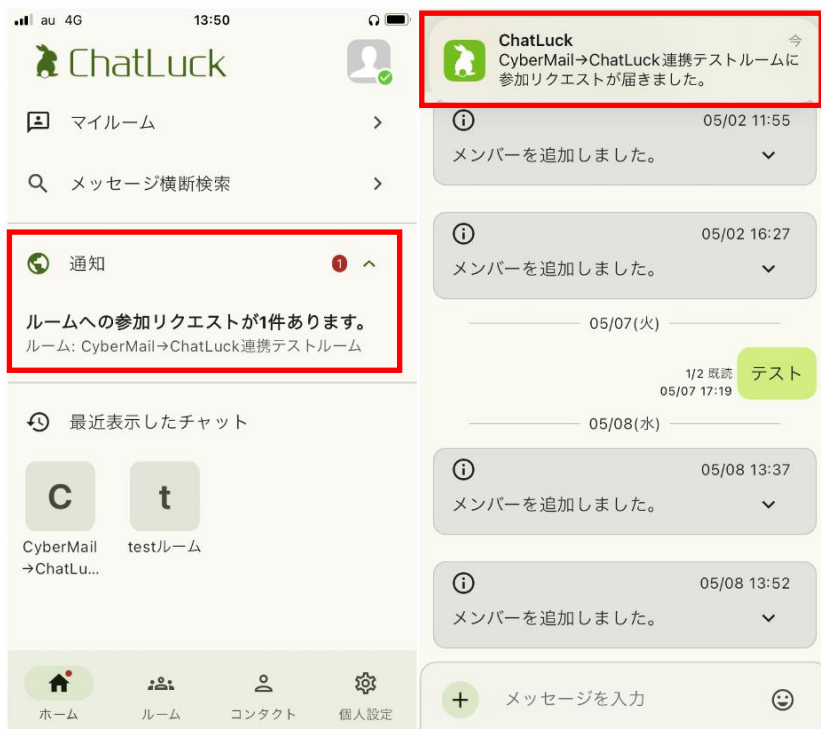 au 4G 13:50
ChatLuck
マイルーム
メッセージ横断検索
通知 1
ルームへの参加リクエストが1件あります。
ルーム: CyberMail→ChatLuck連携テストルーム
最近表示したチャット
C t
CyberMail testルーム
→ChatLu...
ホーム ルーム コンタクト 個人設定
ChatLuck 今
CyberMail→ChatLuck連携テストルームに
参加リクエストが届きました。
05/02 11:55
メンバーを追加しました。
05/02 16:27
メンバーを追加しました。
05/07(火)
1/2 既読 テスト
05/07 17:19
05/08(水)
05/08 13:37
メンバーを追加しました。
05/08 13:52
メンバーを追加しました。
メッセージを入力